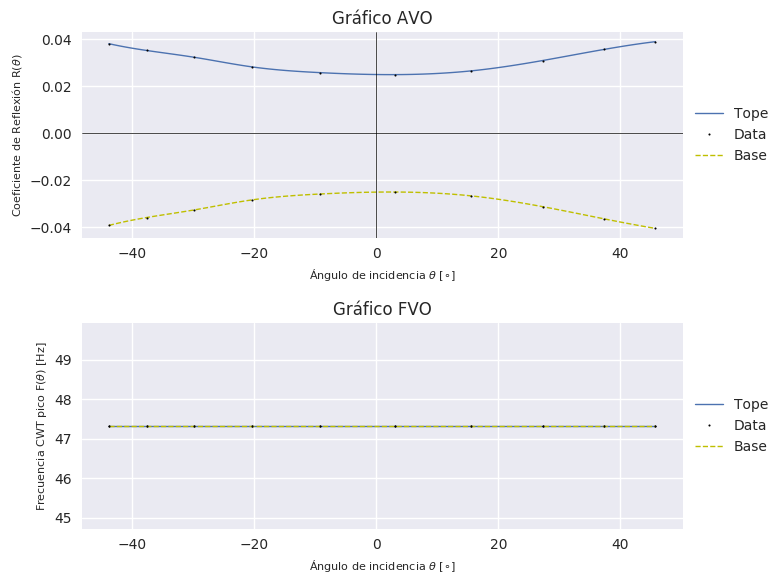 Gráfico AVO
Coeficiente de Reflexión R(θ)
0.04
0.02
0.00
−0.02
−0.04
−40 −20 0 20 40
Ángulo de incidencia θ [∘]
Tope
Data
Base
Gráfico FVO
Frecuencia CWT pico F(θ) [Hz]
49
48
47
46
45
−40 −20 0 20 40
Ángulo de incidencia θ [∘]
Tope
Data
Base